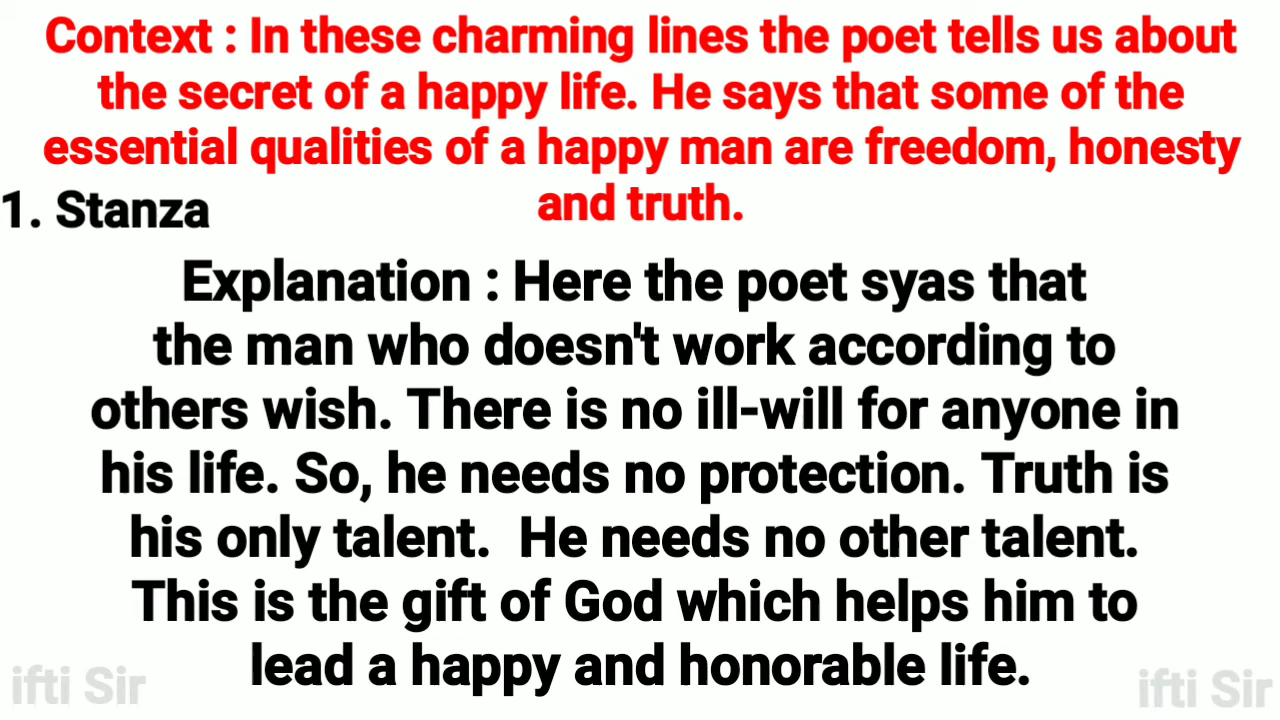 Context : In these charming lines the poet tells us about
the secret of a happy life. He says that some of the
essential qualities of a happy man are freedom, honesty
and truth.
1. Stanza
Explanation : Here the poet syas that
the man who doesn't work according to
others wish. There is no ill-will for anyone in
his life. So, he needs no protection. Truth is
his only talent.  He needs no other talent.
This is the gift of God which helps him to
lead a happy and honorable life.
ifti Sir
ifti Sir